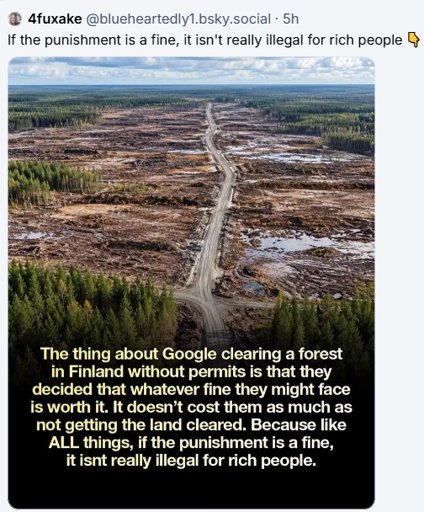 4fuxake @blueheartedly1.bsky.social · 5h
If the punishment is a fine, it isn't really illegal for rich people 👇
The thing about Google clearing a forest
in Finland without permits is that they
decided that whatever fine they might face
is worth it. It doesn't cost them as much as
not getting the land cleared. Because like
ALL things, if the punishment is a fine,
it isnt really illegal for rich people.